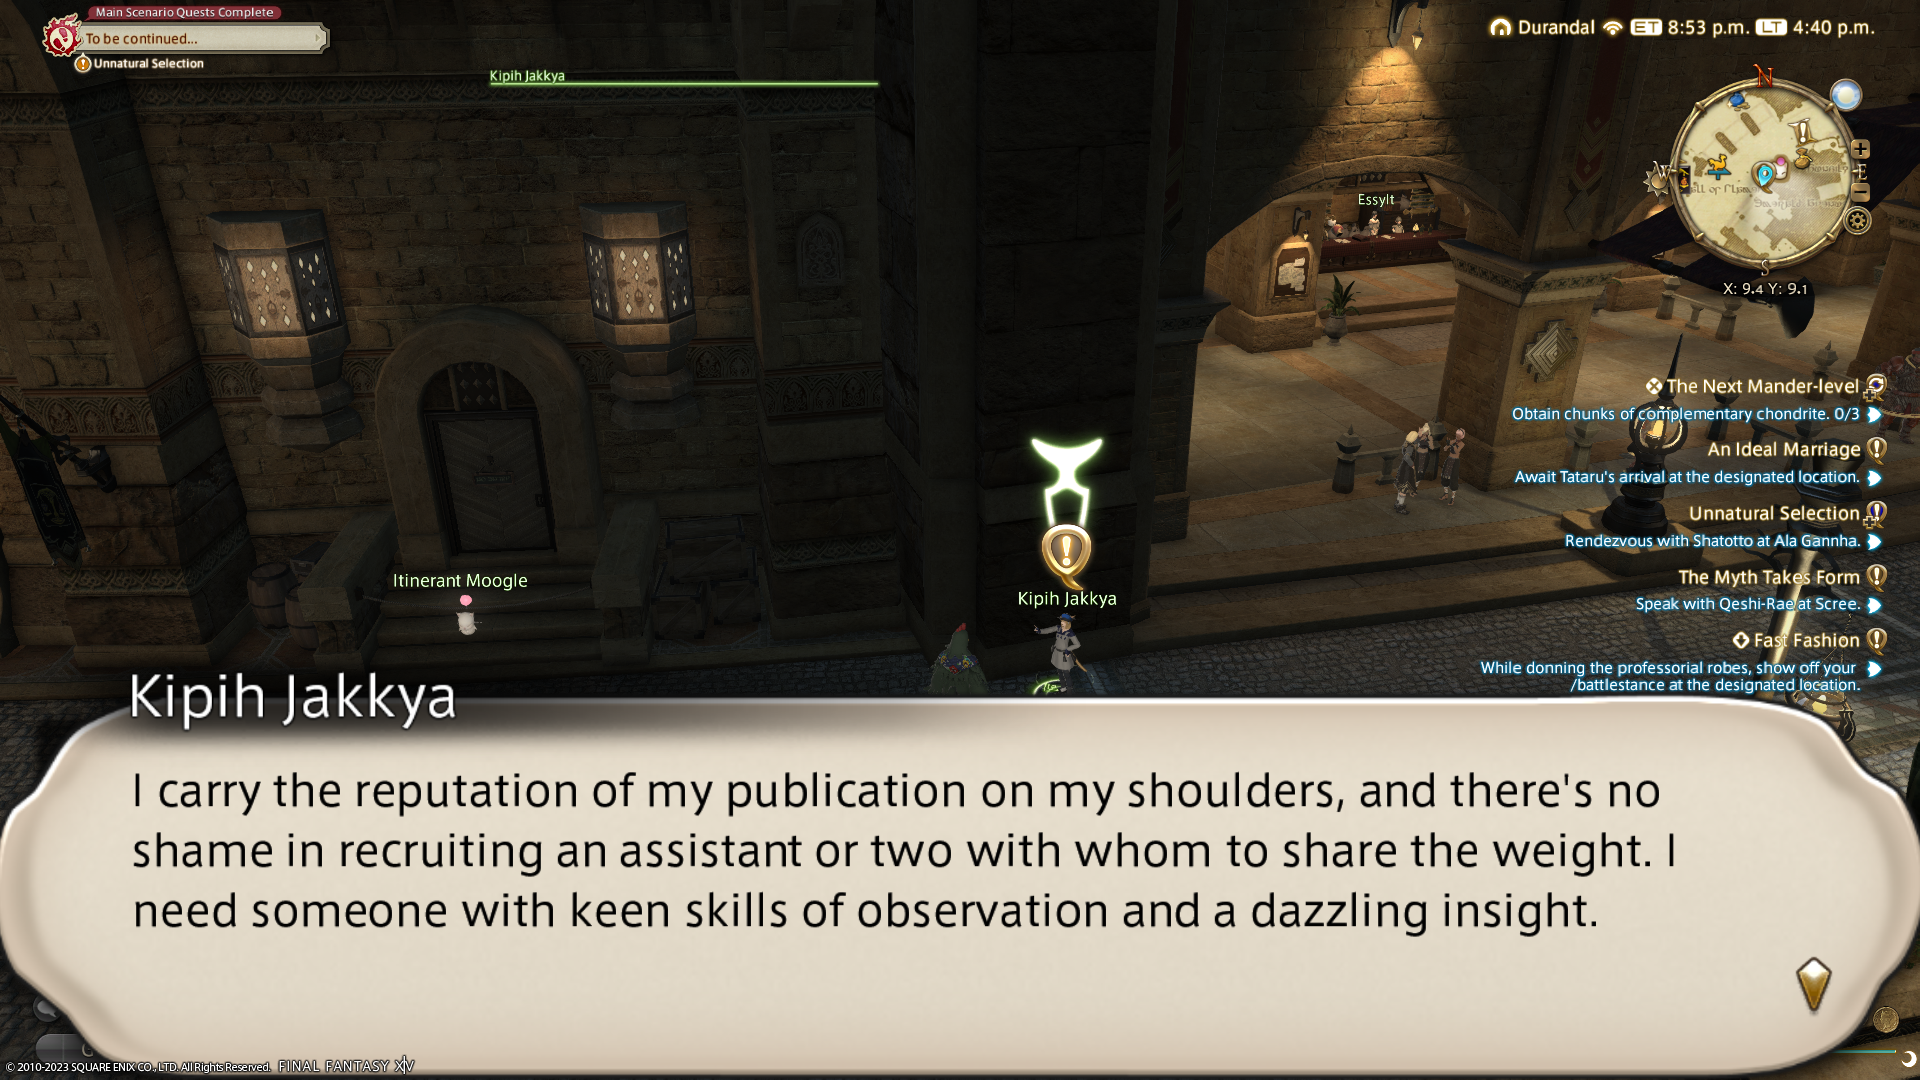 Main Scenario Quests Complete
To be continued...
Unnatural Selection
Kipih Jakkya
Durandal ET 8:53 p.m. LT 4:40 p.m.
N
W
E
S
X: 9.4 Y: 9.1
Essylt
The Next Mander-level
Obtain chunks of complementary chondrite. 0/3
An Ideal Marriage
Await Tataru's arrival at the designated location.
Unnatural Selection
Rendezvous with Shatotto at Ala Gannha.
The Myth Takes Form
Speak with Qeshi-Rae at Scree.
Fast Fashion
While donning the professorial robes, show off your
/battlestance at the designated location.
Itinerant Moogle
Kipih Jakkya
Kipih Jakkya
I carry the reputation of my publication on my shoulders, and there's no
shame in recruiting an assistant or two with whom to share the weight. I
need someone with keen skills of observation and a dazzling insight.
© 2010-2023 SQUARE ENIX CO., LTD. All Rights Reserved. FINAL FANTASY XIV